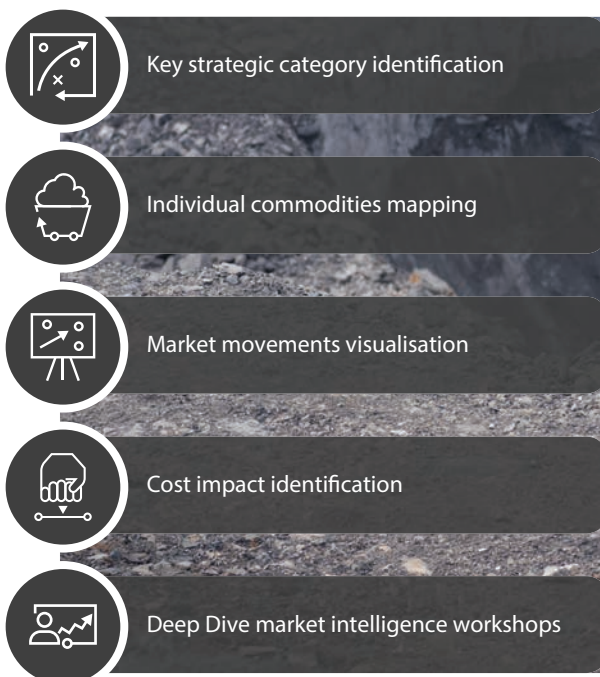 Key strategic category identification
Individual commodities mapping
Market movements visualisation
Cost impact identification
Deep Dive market intelligence workshops